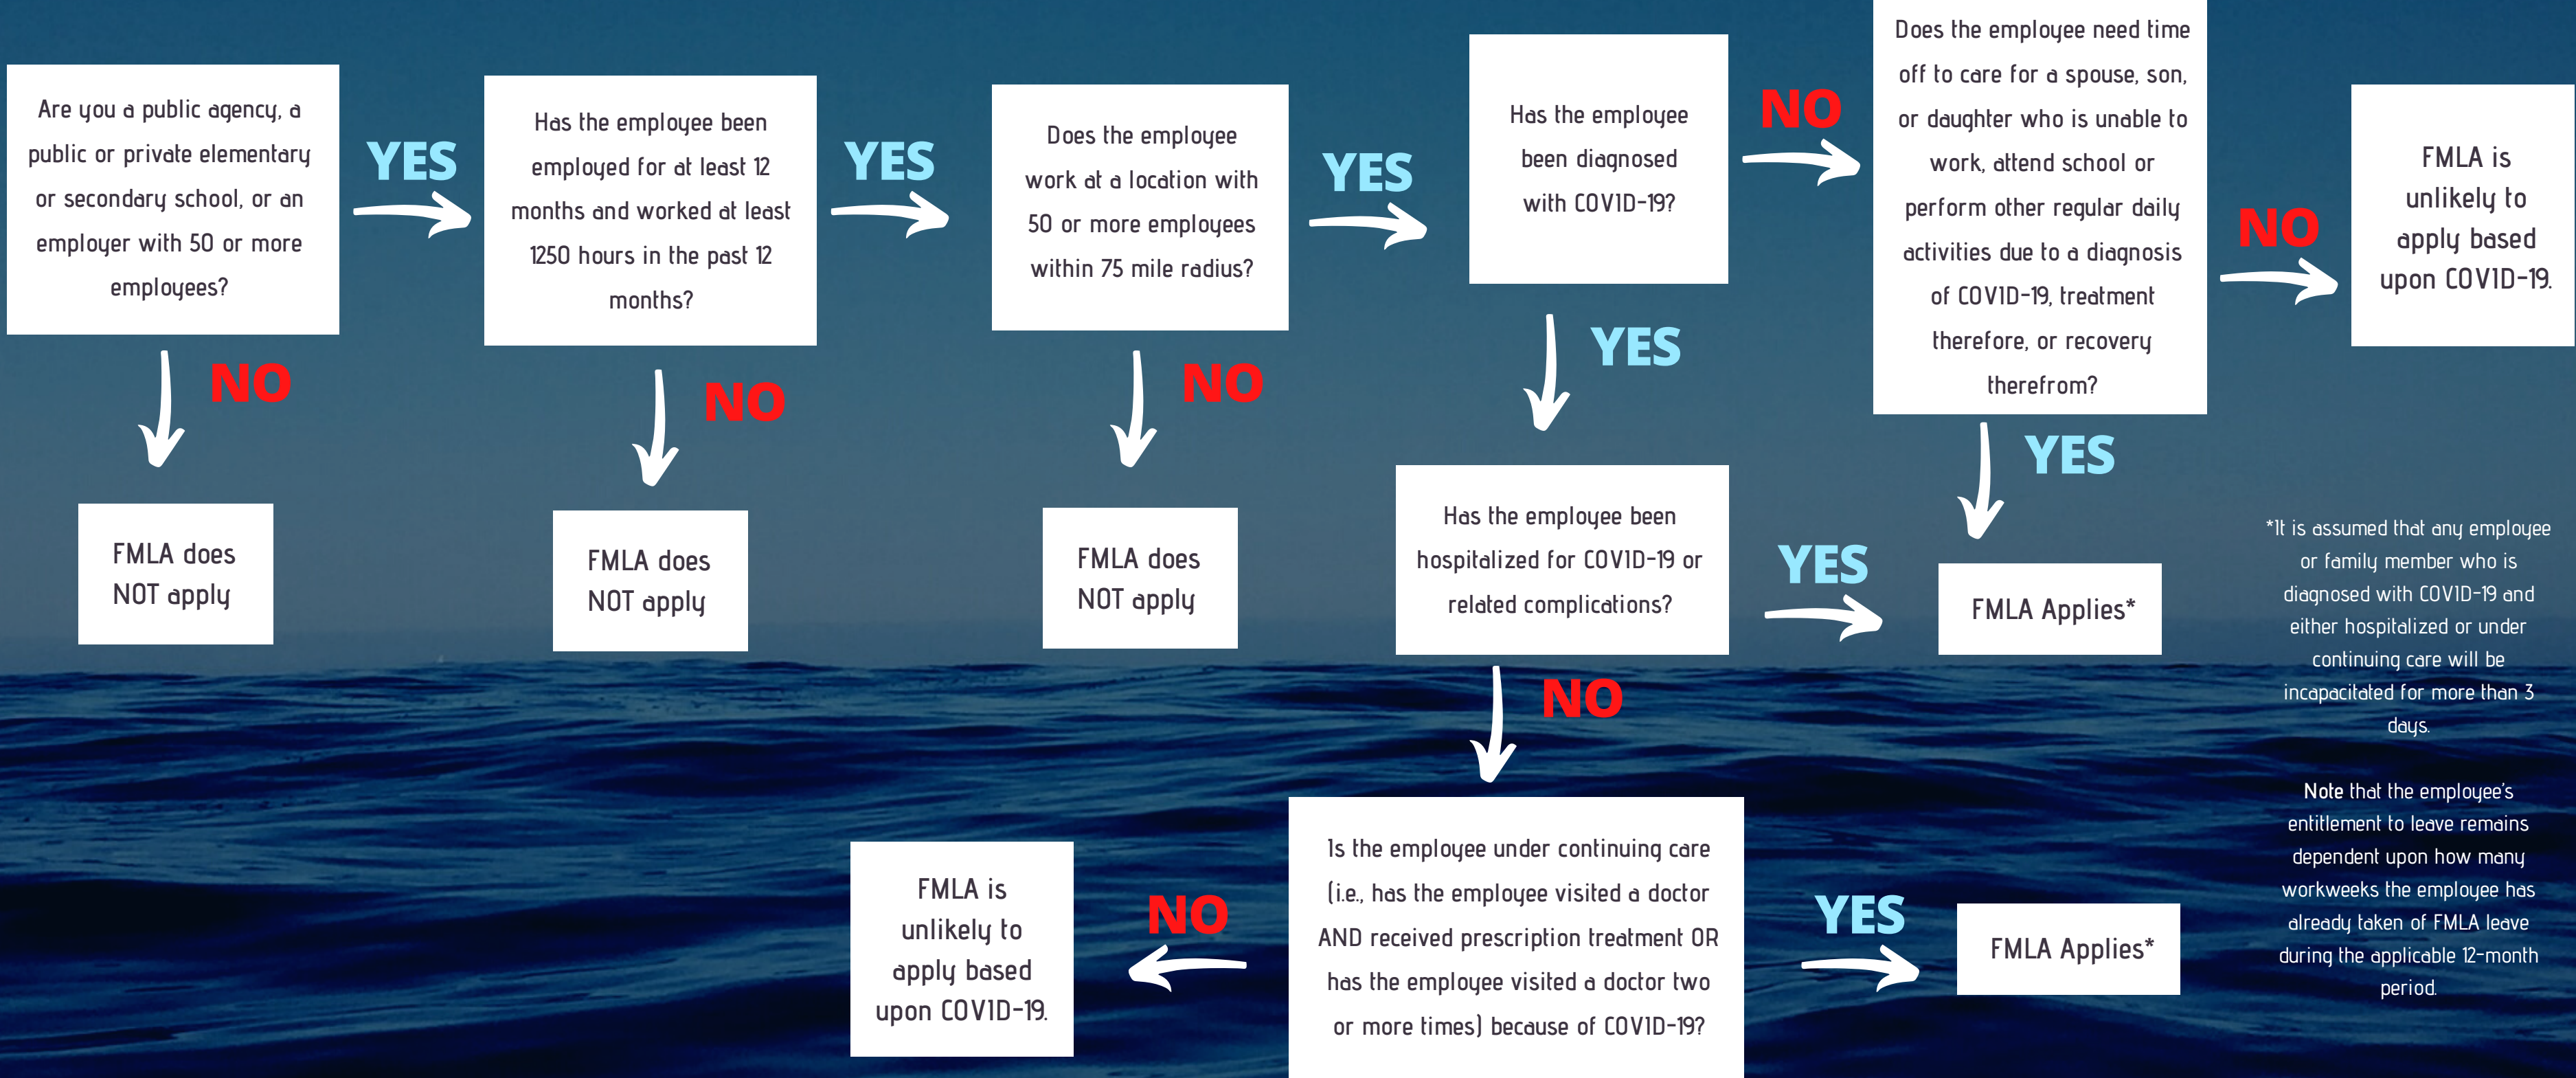 Are you a public agency, a
public or private elementary
or secondary school, or an
employer with 50 or more
employees?
YES
NO
FMLA does
NOT apply
Has the employee been
employed for at least 12
months and worked at least
1250 hours in the past 12
months?
YES
NO
FMLA does
NOT apply
Does the employee
work at a location with
50 or more employees
within 75 mile radius?
YES
NO
FMLA does
NOT apply
Has the employee
been diagnosed
with COVID-19?
NO
YES
Does the employee need time
off to care for a spouse, son,
or daughter who is unable to
work, attend school or
perform other regular daily
activities due to a diagnosis
of COVID-19, treatment
therefore, or recovery
therefrom?
NO
YES
FMLA is
unlikely to
apply based
upon COVID-19.
Has the employee been
hospitalized for COVID-19 or
related complications?
YES
NO
FMLA Applies*
Is the employee under continuing care
(i.e., has the employee visited a doctor
AND received prescription treatment OR
has the employee visited a doctor two
or more times) because of COVID-19?
NO
YES
FMLA is
unlikely to
apply based
upon COVID-19.
FMLA Applies*
*It is assumed that any employee
or family member who is
diagnosed with COVID-19 and
either hospitalized or under
continuing care will be
incapacitated for more than 3
days.
Note that the employee's
entitlement to leave remains
dependent upon how many
workweeks the employee has
already taken of FMLA leave
during the applicable 12-month
period.